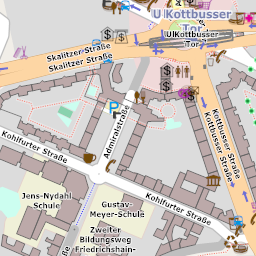 U Kottbusser
Tor
U Kottbusser
Tor
Skalitzer Straße
Skalitzer Straße
P
Admiralstraße
Kottbusser Straße
Kottbusser Straße
Kohlfurter Straße
Kohlfurter Straße
Jens-Nydahl
Schule
Gustav-
Meyer-Schule
Zweiter
Bildungsweg
Friedrichshain-